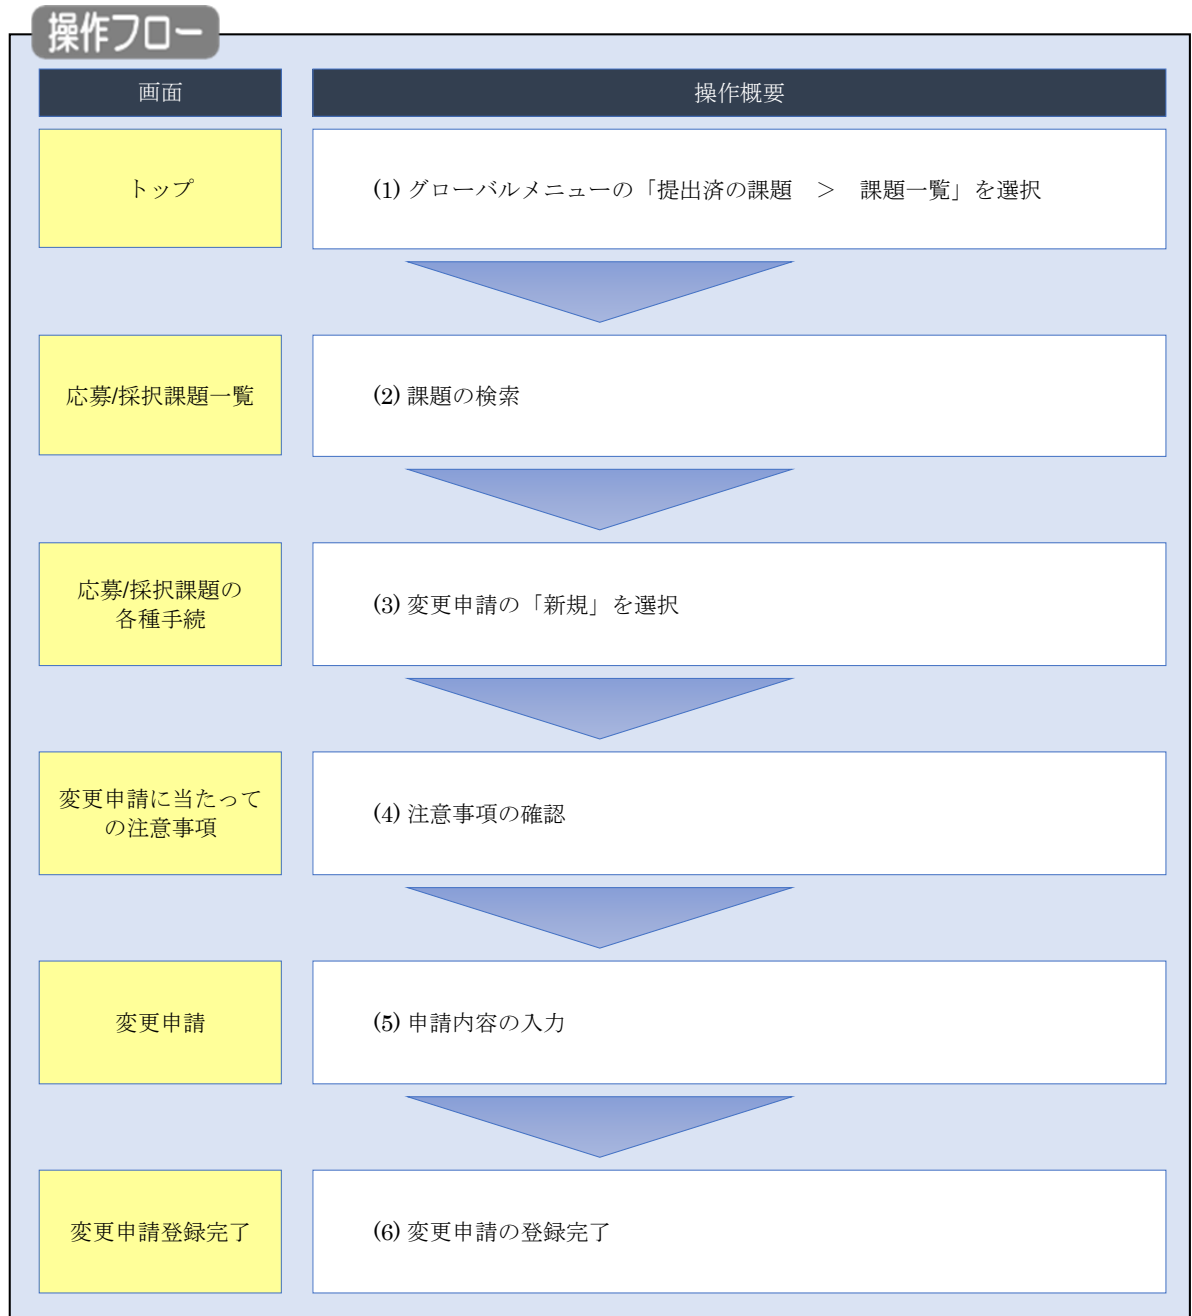 操作フロー
画面
操作概要
トップ
(1) グローバルメニューの「提出済の課題　＞　課題一覧」を選択
応募/採択課題一覧
(2) 課題の検索
応募/採択課題の
各種手続
(3) 変更申請の「新規」を選択
変更申請に当たって
の注意事項
(4) 注意事項の確認
変更申請
(5) 申請内容の入力
変更申請登録完了
(6) 変更申請の登録完了